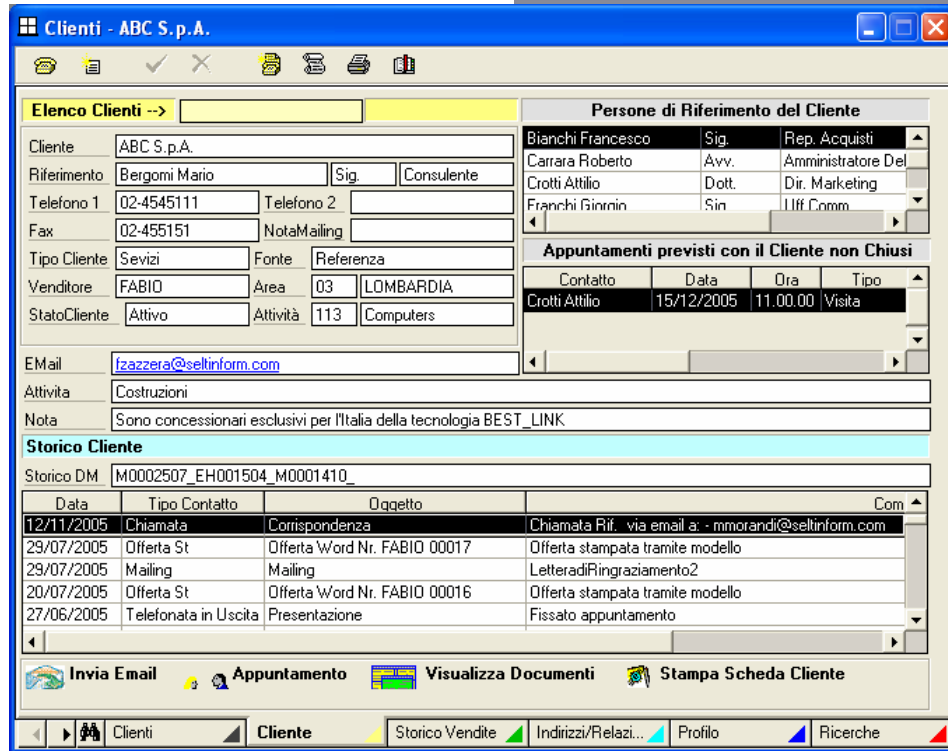 Clienti - ABC S.p.A.
Elenco Clienti -->
Persone di Riferimento del Cliente
Cliente ABC S.p.A.
Riferimento Bergomi Mario Sig. Consulente
Telefono 1 02-4545111 Telefono 2
Fax 02-455151 NotaMailing
Tipo Cliente Sevizi Fonte Referenza
Venditore FABIO Area 03 LOMBARDIA
StatoCliente Attivo Attività 113 Computers
Bianchi Francesco Sig. Rep. Acquisti
Carrara Roberto Avv. Amministratore Del
Crotti Attilio Dott. Dir. Marketing
Franchi Giorgio Sig Uff Comm
Appuntamenti previsti con il Cliente non Chiusi
Contatto Data Ora Tipo
Crotti Attilio 15/12/2005 11.00.00 Visita
EMail fzazzera@seltinform.com
Attivita Costruzioni
Nota Sono concessionari esclusivi per l'Italia della tecnologia BEST_LINK
Storico Cliente
Storico DM M0002507_EH001504_M0001410_
Data Tipo Contatto Oggetto Com
12/11/2005 Chiamata Corrispondenza Chiamata Rif. via email a: - mmorandi@seltinform.com
29/07/2005 Offerta St Offerta Word Nr. FABIO 00017 Offerta stampata tramite modello
29/07/2005 Mailing Mailing LetteradiRingraziamento2
20/07/2005 Offerta St Offerta Word Nr. FABIO 00016 Offerta stampata tramite modello
27/06/2005 Telefonata in Uscita Presentazione Fissato appuntamento
Invia Email Appuntamento Visualizza Documenti Stampa Scheda Cliente
Clienti Cliente Storico Vendite Indirizzi/Relazi... Profilo Ricerche